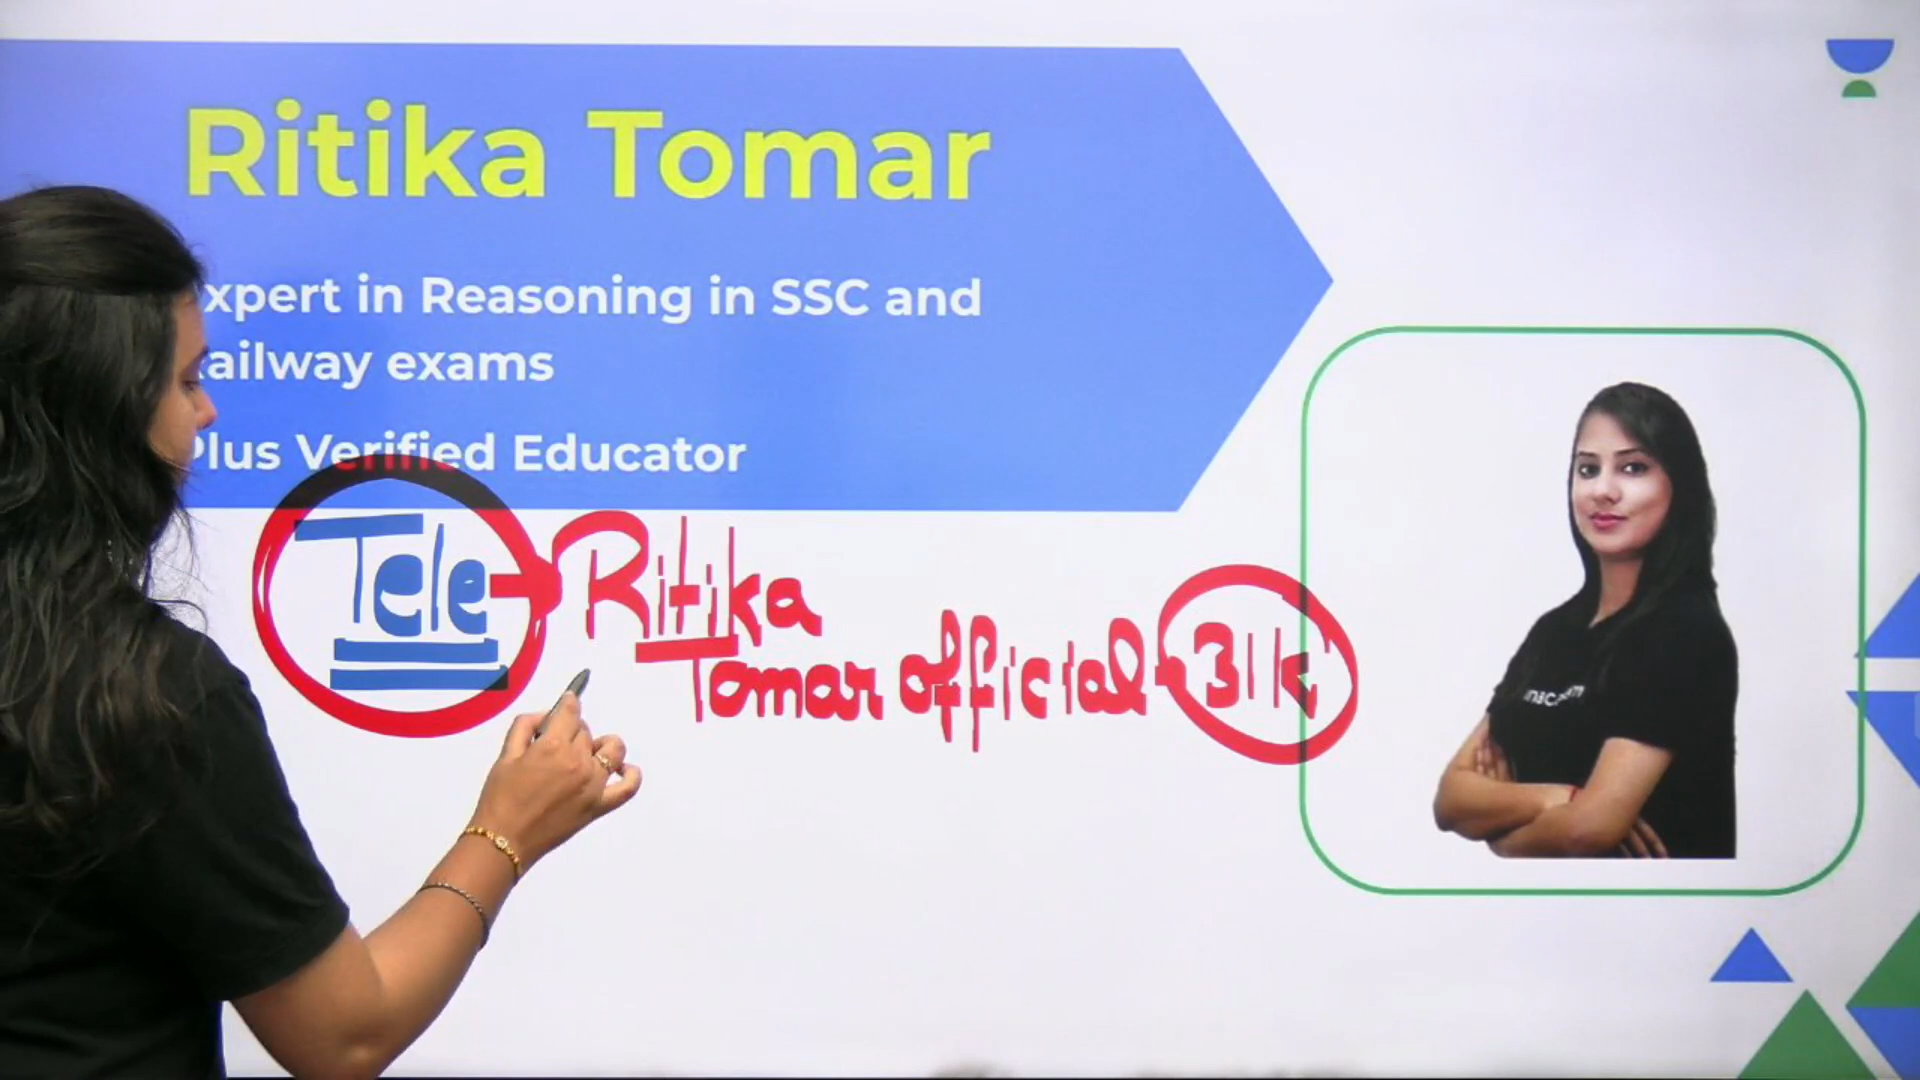 Ritika Tomar
xpert in Reasoning in SSC and
ailway exams
Plus Verified Educator
Tele Ritika
Tomar official 31K